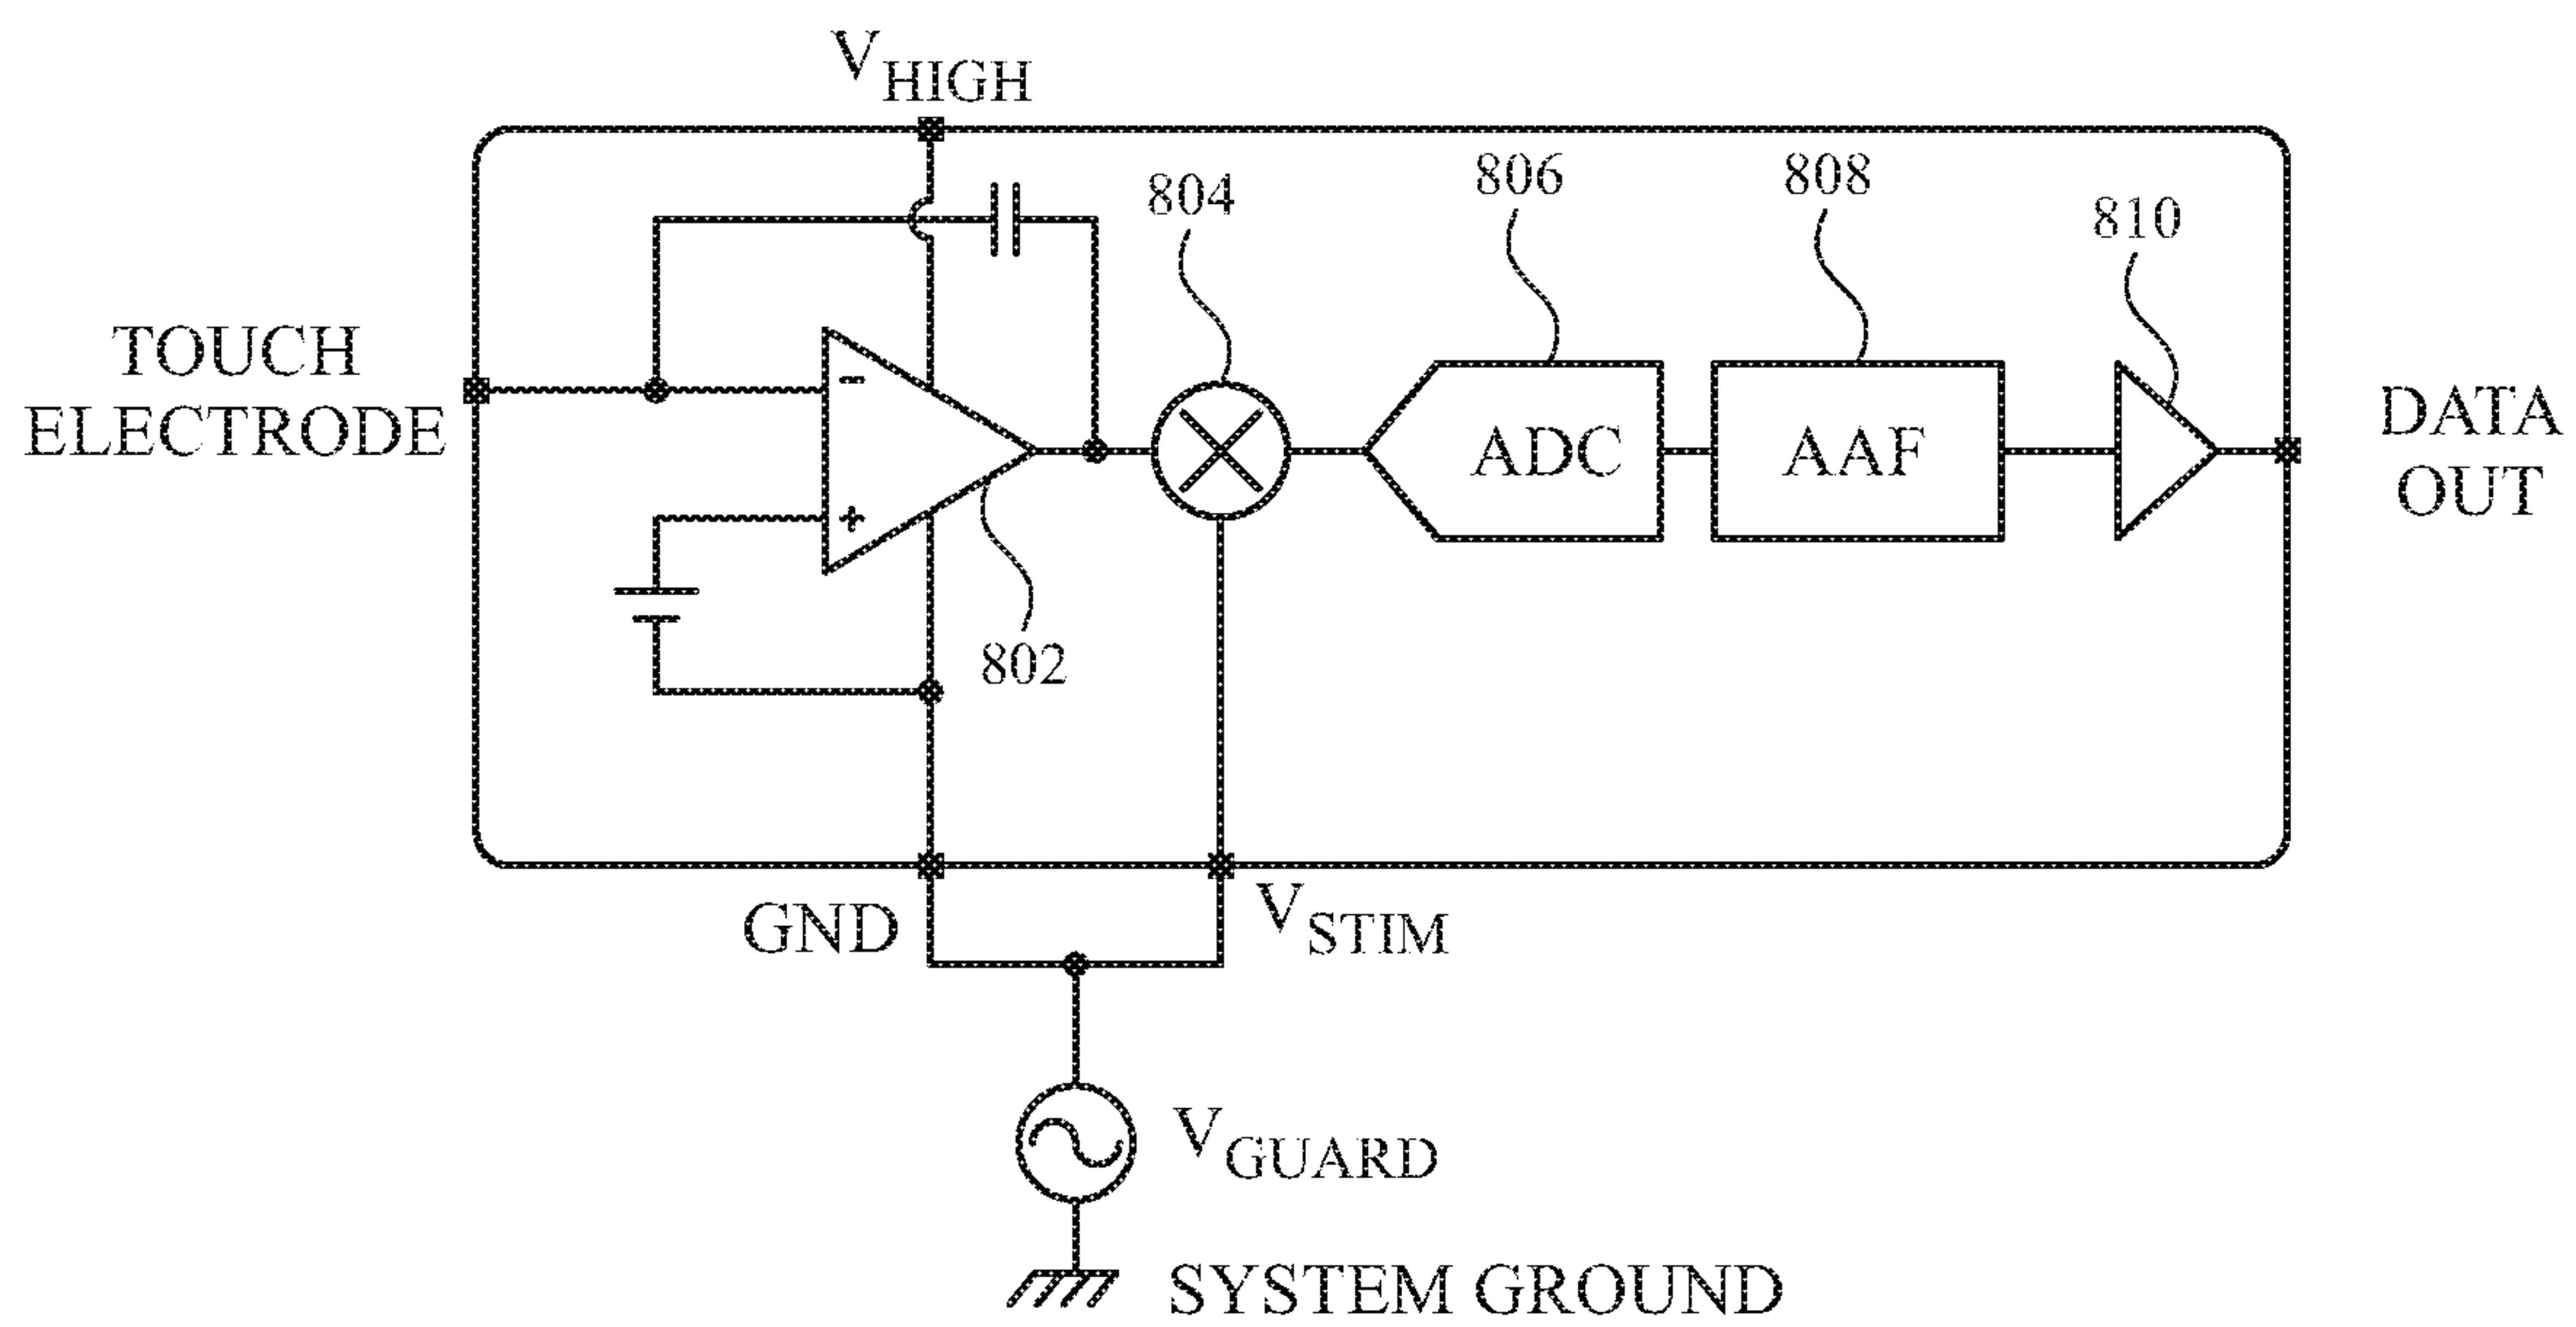 VHIGH
804
806
808
810
TOUCH
ELECTRODE
-
+
ADC
AAF
DATA
OUT
802
GND
VSTIM
VGUARD
SYSTEM GROUND